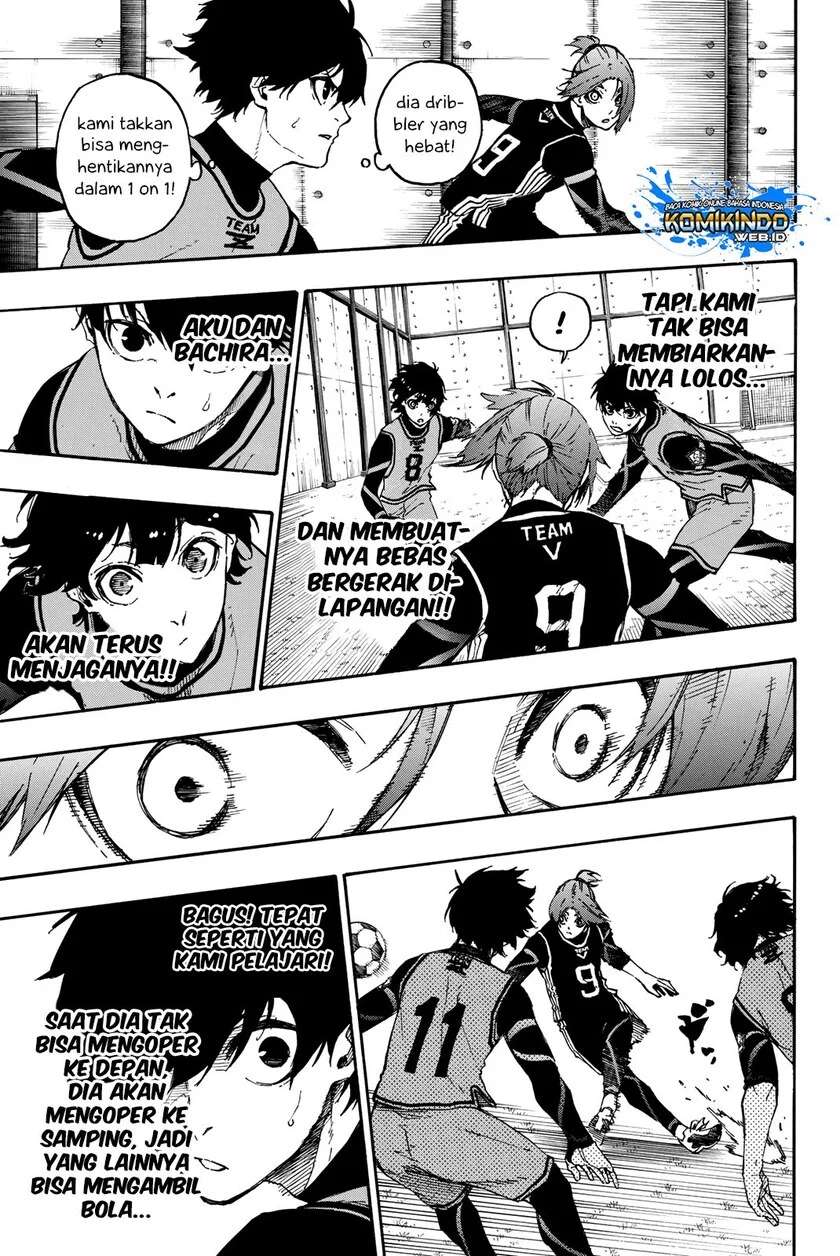 dia drib-
bler yang
hebat!
kami takkan
bisa meng-
hentikannya
dalam 1 on 1!
9
TEAM
Z
BACA KOMIK ONLINE BAHASA INDONESIA
KOMIKINDO
WEB.ID
TAPI KAMI
TAK BISA
MEMBIARKAN-
NYA LOLOS...
!
8
TEAM
V
9
DAN MEMBUAT-
NYA BEBAS
BERGERAK DI-
LAPANGAN!!
AKU DAN
BACHIRA...
AKAN TERUS
MENJAGANYA!!
BAGUS! TEPAT
SEPERTI YANG
KAMI PELAJARI!
9
11
SAAT DIA TAK
BISA MENGOPER
KE DEPAN,
DIA AKAN
MENGOPER KE
SAMPING, JADI
YANG LAINNYA
BISA MENGAMBIL
BOLA...